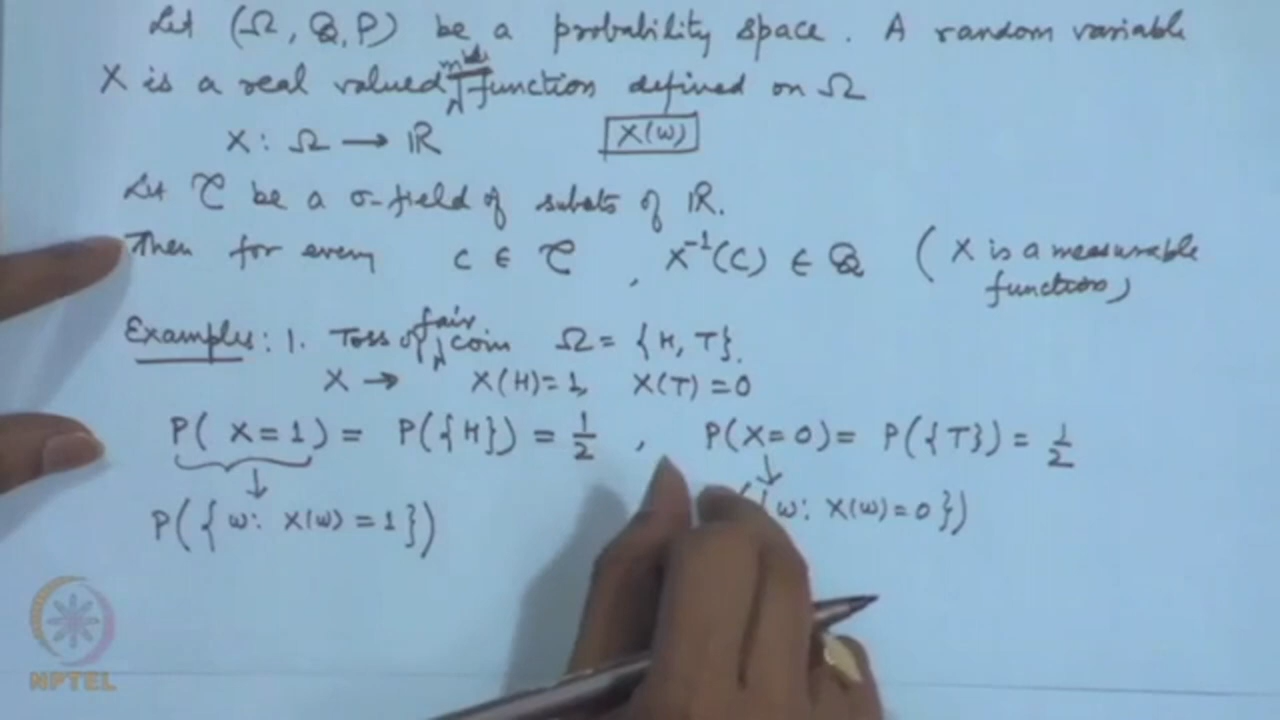 Let (Ω, Q, P) be a probability space. A random variable
X is a real valued function defined on Ω
X : Ω → ℝ X(ω)
Let 𝒞 be a σ-field of subsets of ℝ.
Then for every C ∈ 𝒞, X⁻¹(C) ∈ Q (X is a measurable
function)
Examples: 1. Toss of fair coin Ω = {H, T}.
X → X(H)=1, X(T)=0
P(X=1) = P({H}) = 1/2, P(X=0) = P({T}) = 1/2
↓ ↓
P({ω: X(ω)=1}) ({ω: X(ω)=0})
NPTEL